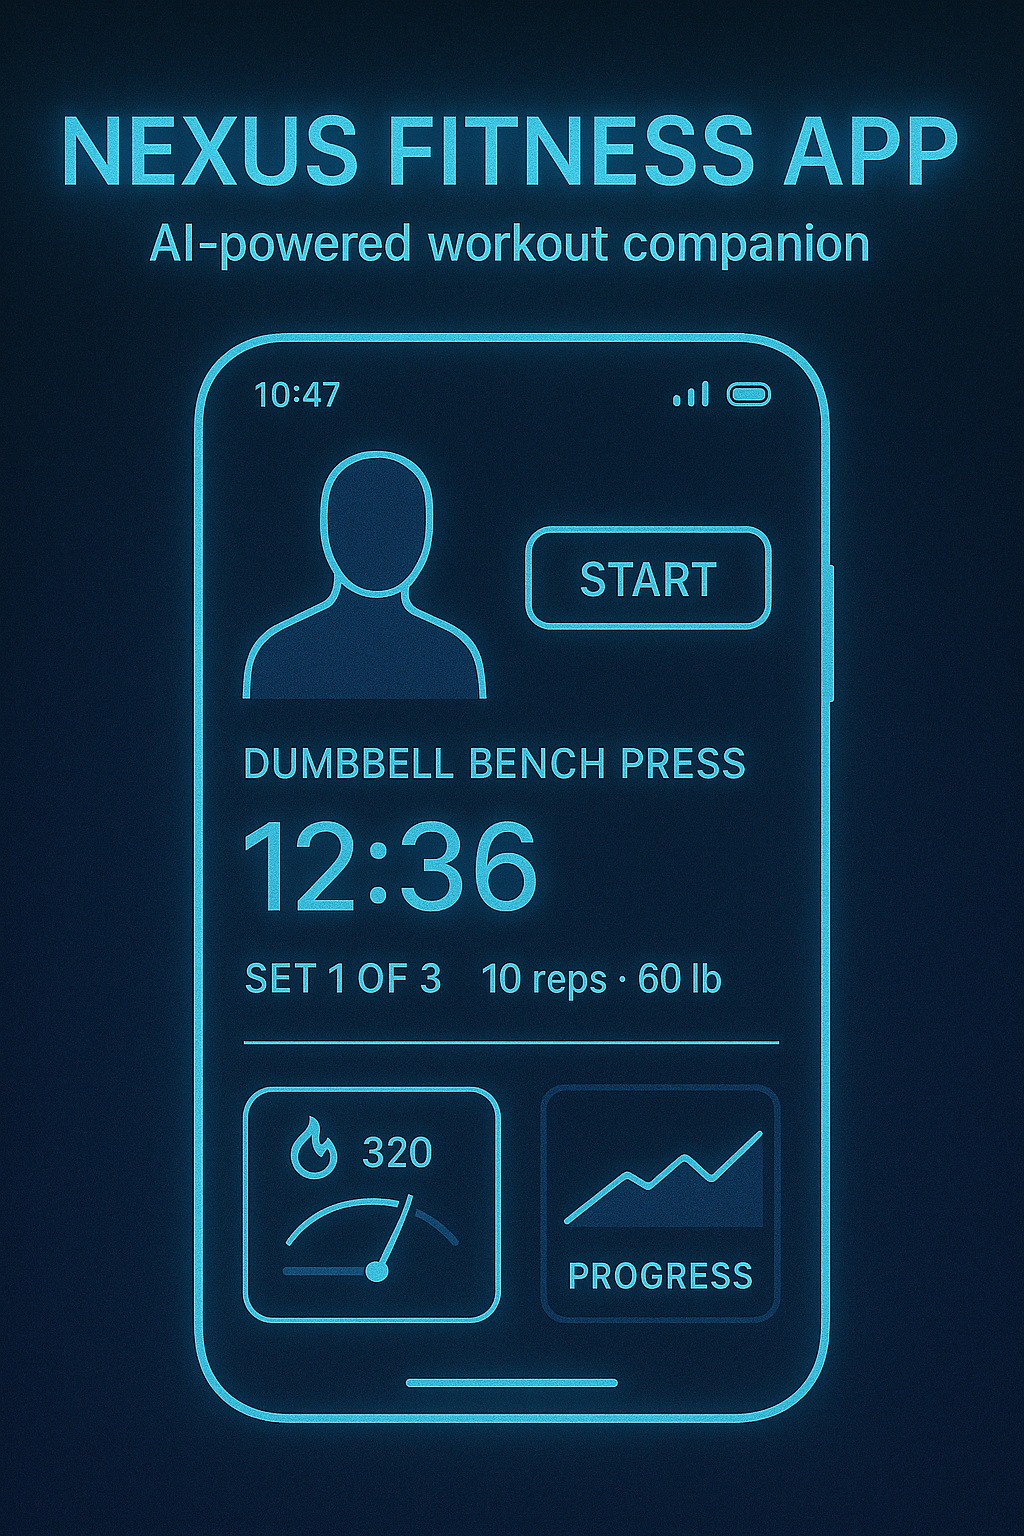 NEXUS FITNESS APP
AI-powered workout companion
10:47
START
DUMBBELL BENCH PRESS
12:36
SET 1 OF 3 10 reps · 60 lb
320
PROGRESS